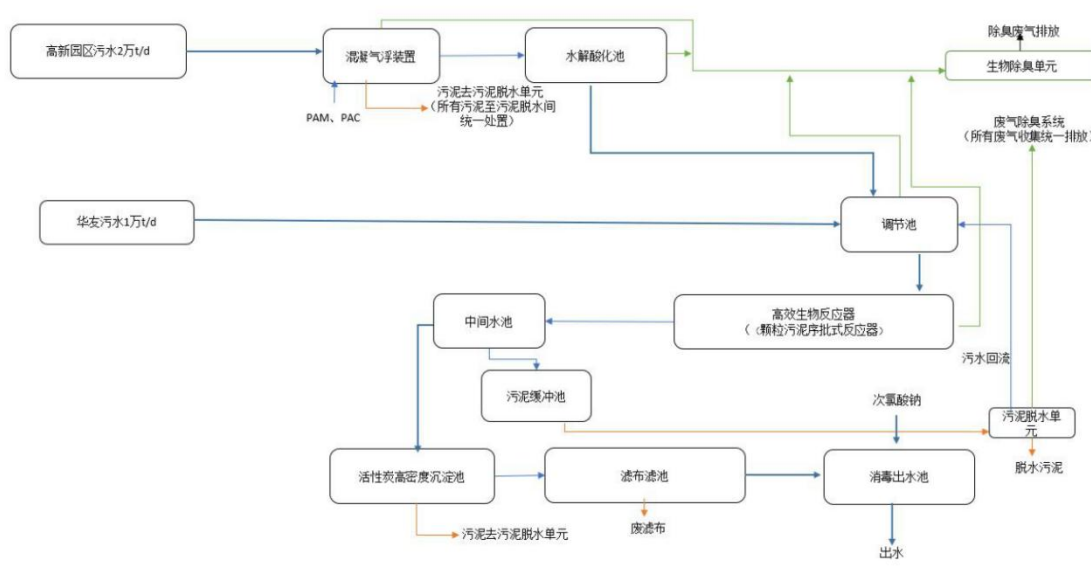 除臭废气排放
高新园区污水2万t/d
混凝气浮装置
水解酸化池
生物除臭单元
PAM、PAC
污泥去污泥脱水单元
（所有污泥至污泥脱水间
统一处置）
废气除臭系统
（所有废气收集统一排放）
华友污水1万t/d
调节池
高效生物反应器
（（颗粒污泥序批式反应器）
中间水池
污水回流
污泥缓冲池
次氯酸钠
污泥脱水单
元
脱水污泥
活性炭高密度沉淀池
滤布滤池
消毒出水池
污泥去污泥脱水单元
废滤布
出水